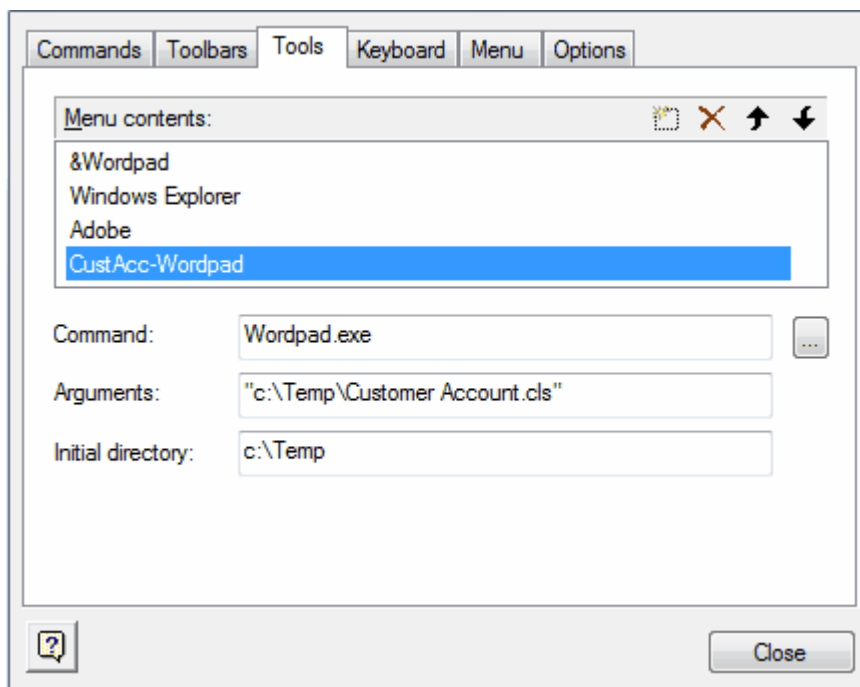 Commands Toolbars Tools Keyboard Menu Options
Menu contents:
&Wordpad
Windows Explorer
Adobe
CustAcc-Wordpad
Command: Wordpad.exe ...
Arguments: "c:\Temp\Customer Account.cls"
Initial directory: c:\Temp
? Close